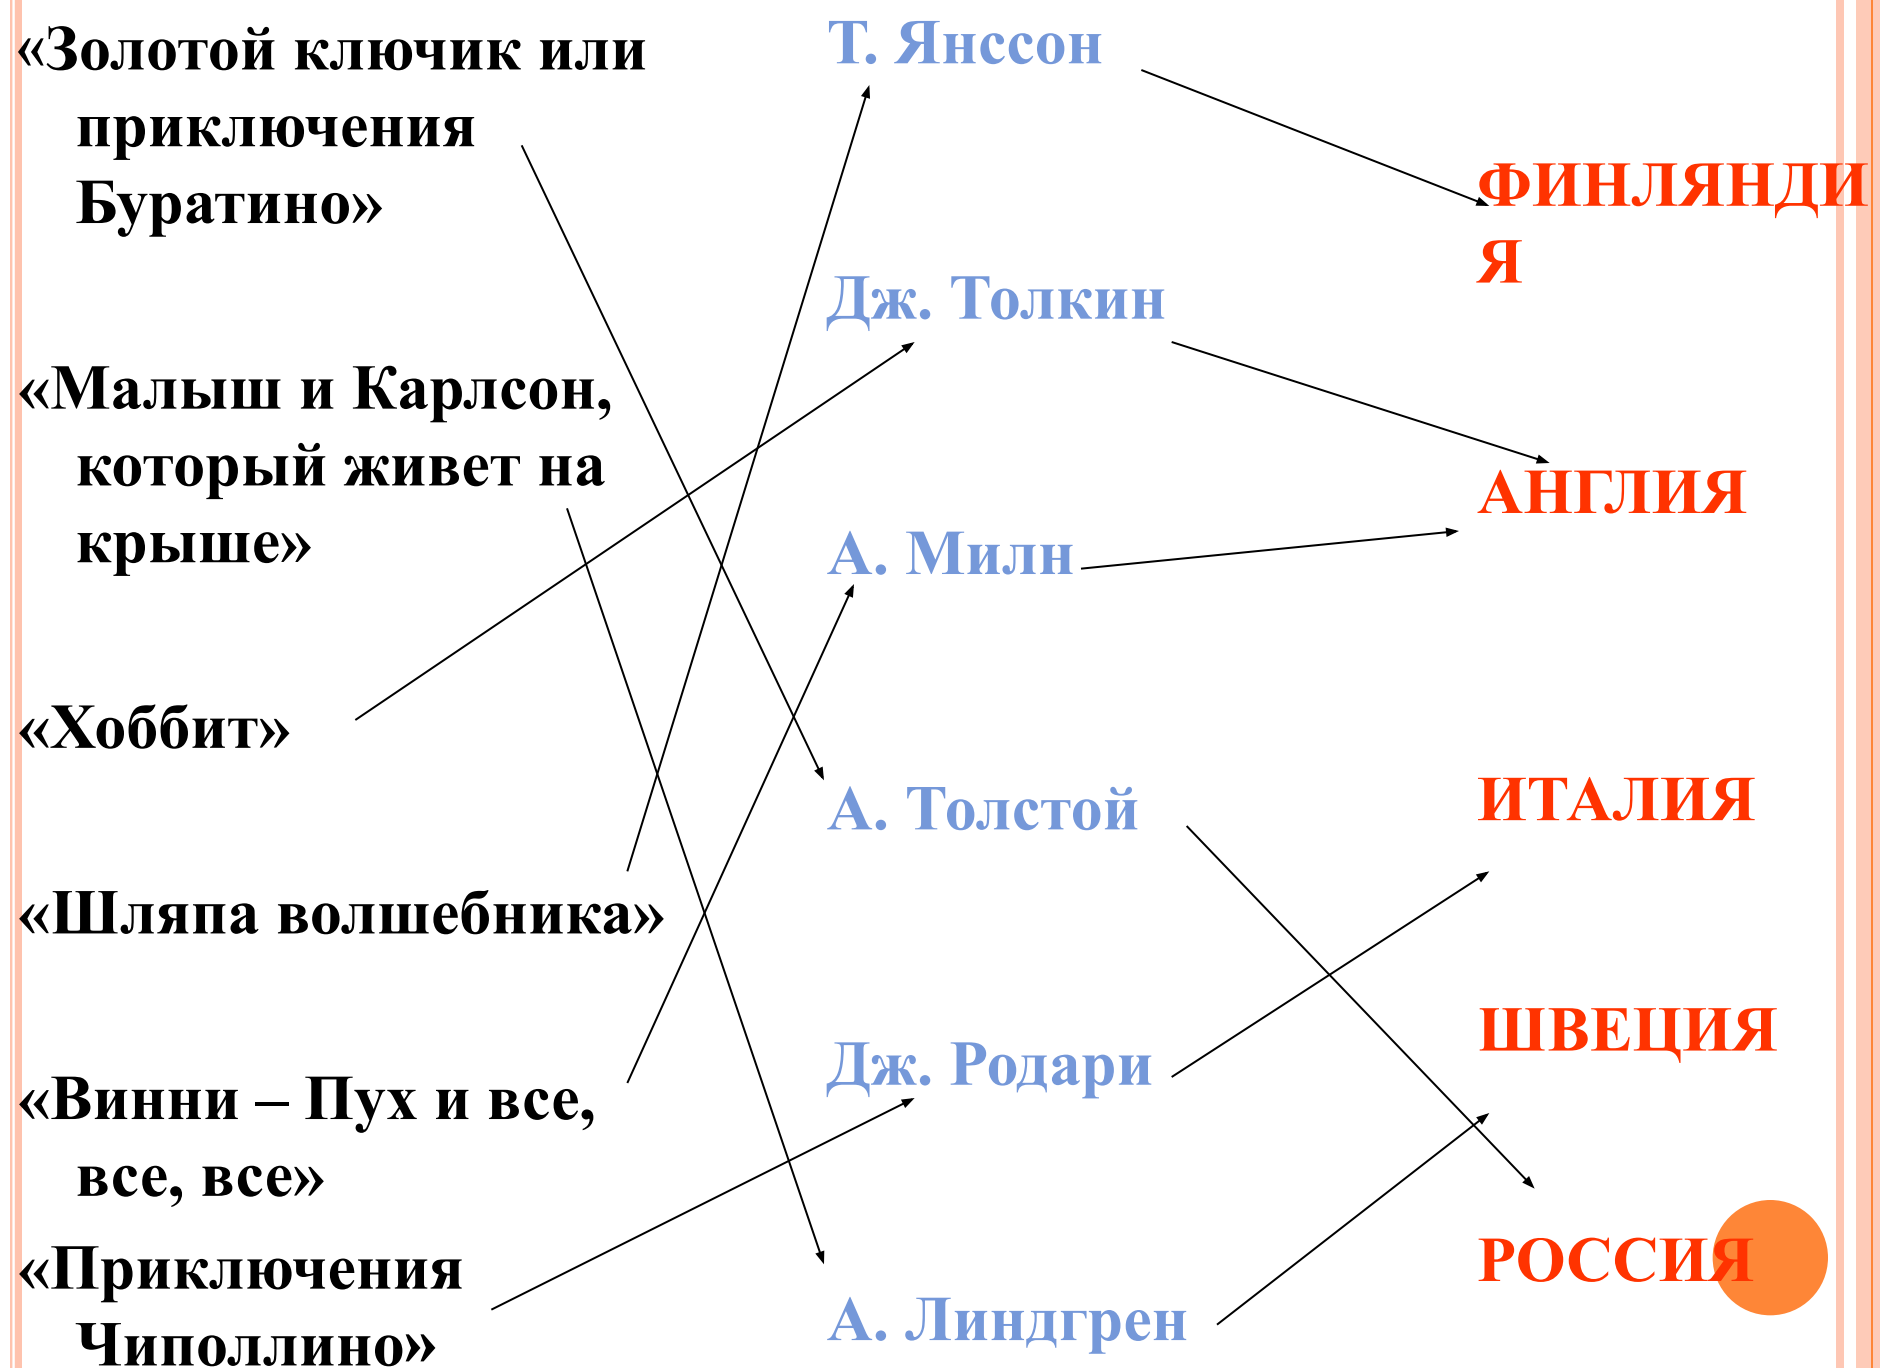 «Золотой ключик или
приключения
Буратино»
«Малыш и Карлсон,
который живет на
крыше»
«Хоббит»
«Шляпа волшебника»
«Винни – Пух и все,
все, все»
«Приключения
Чиполлино»
Т. Янссон
Дж. Толкин
А. Милн
А. Толстой
Дж. Родари
А. Линдгрен
ФИНЛЯНДИ
Я
АНГЛИЯ
ИТАЛИЯ
ШВЕЦИЯ
РОССИЯ